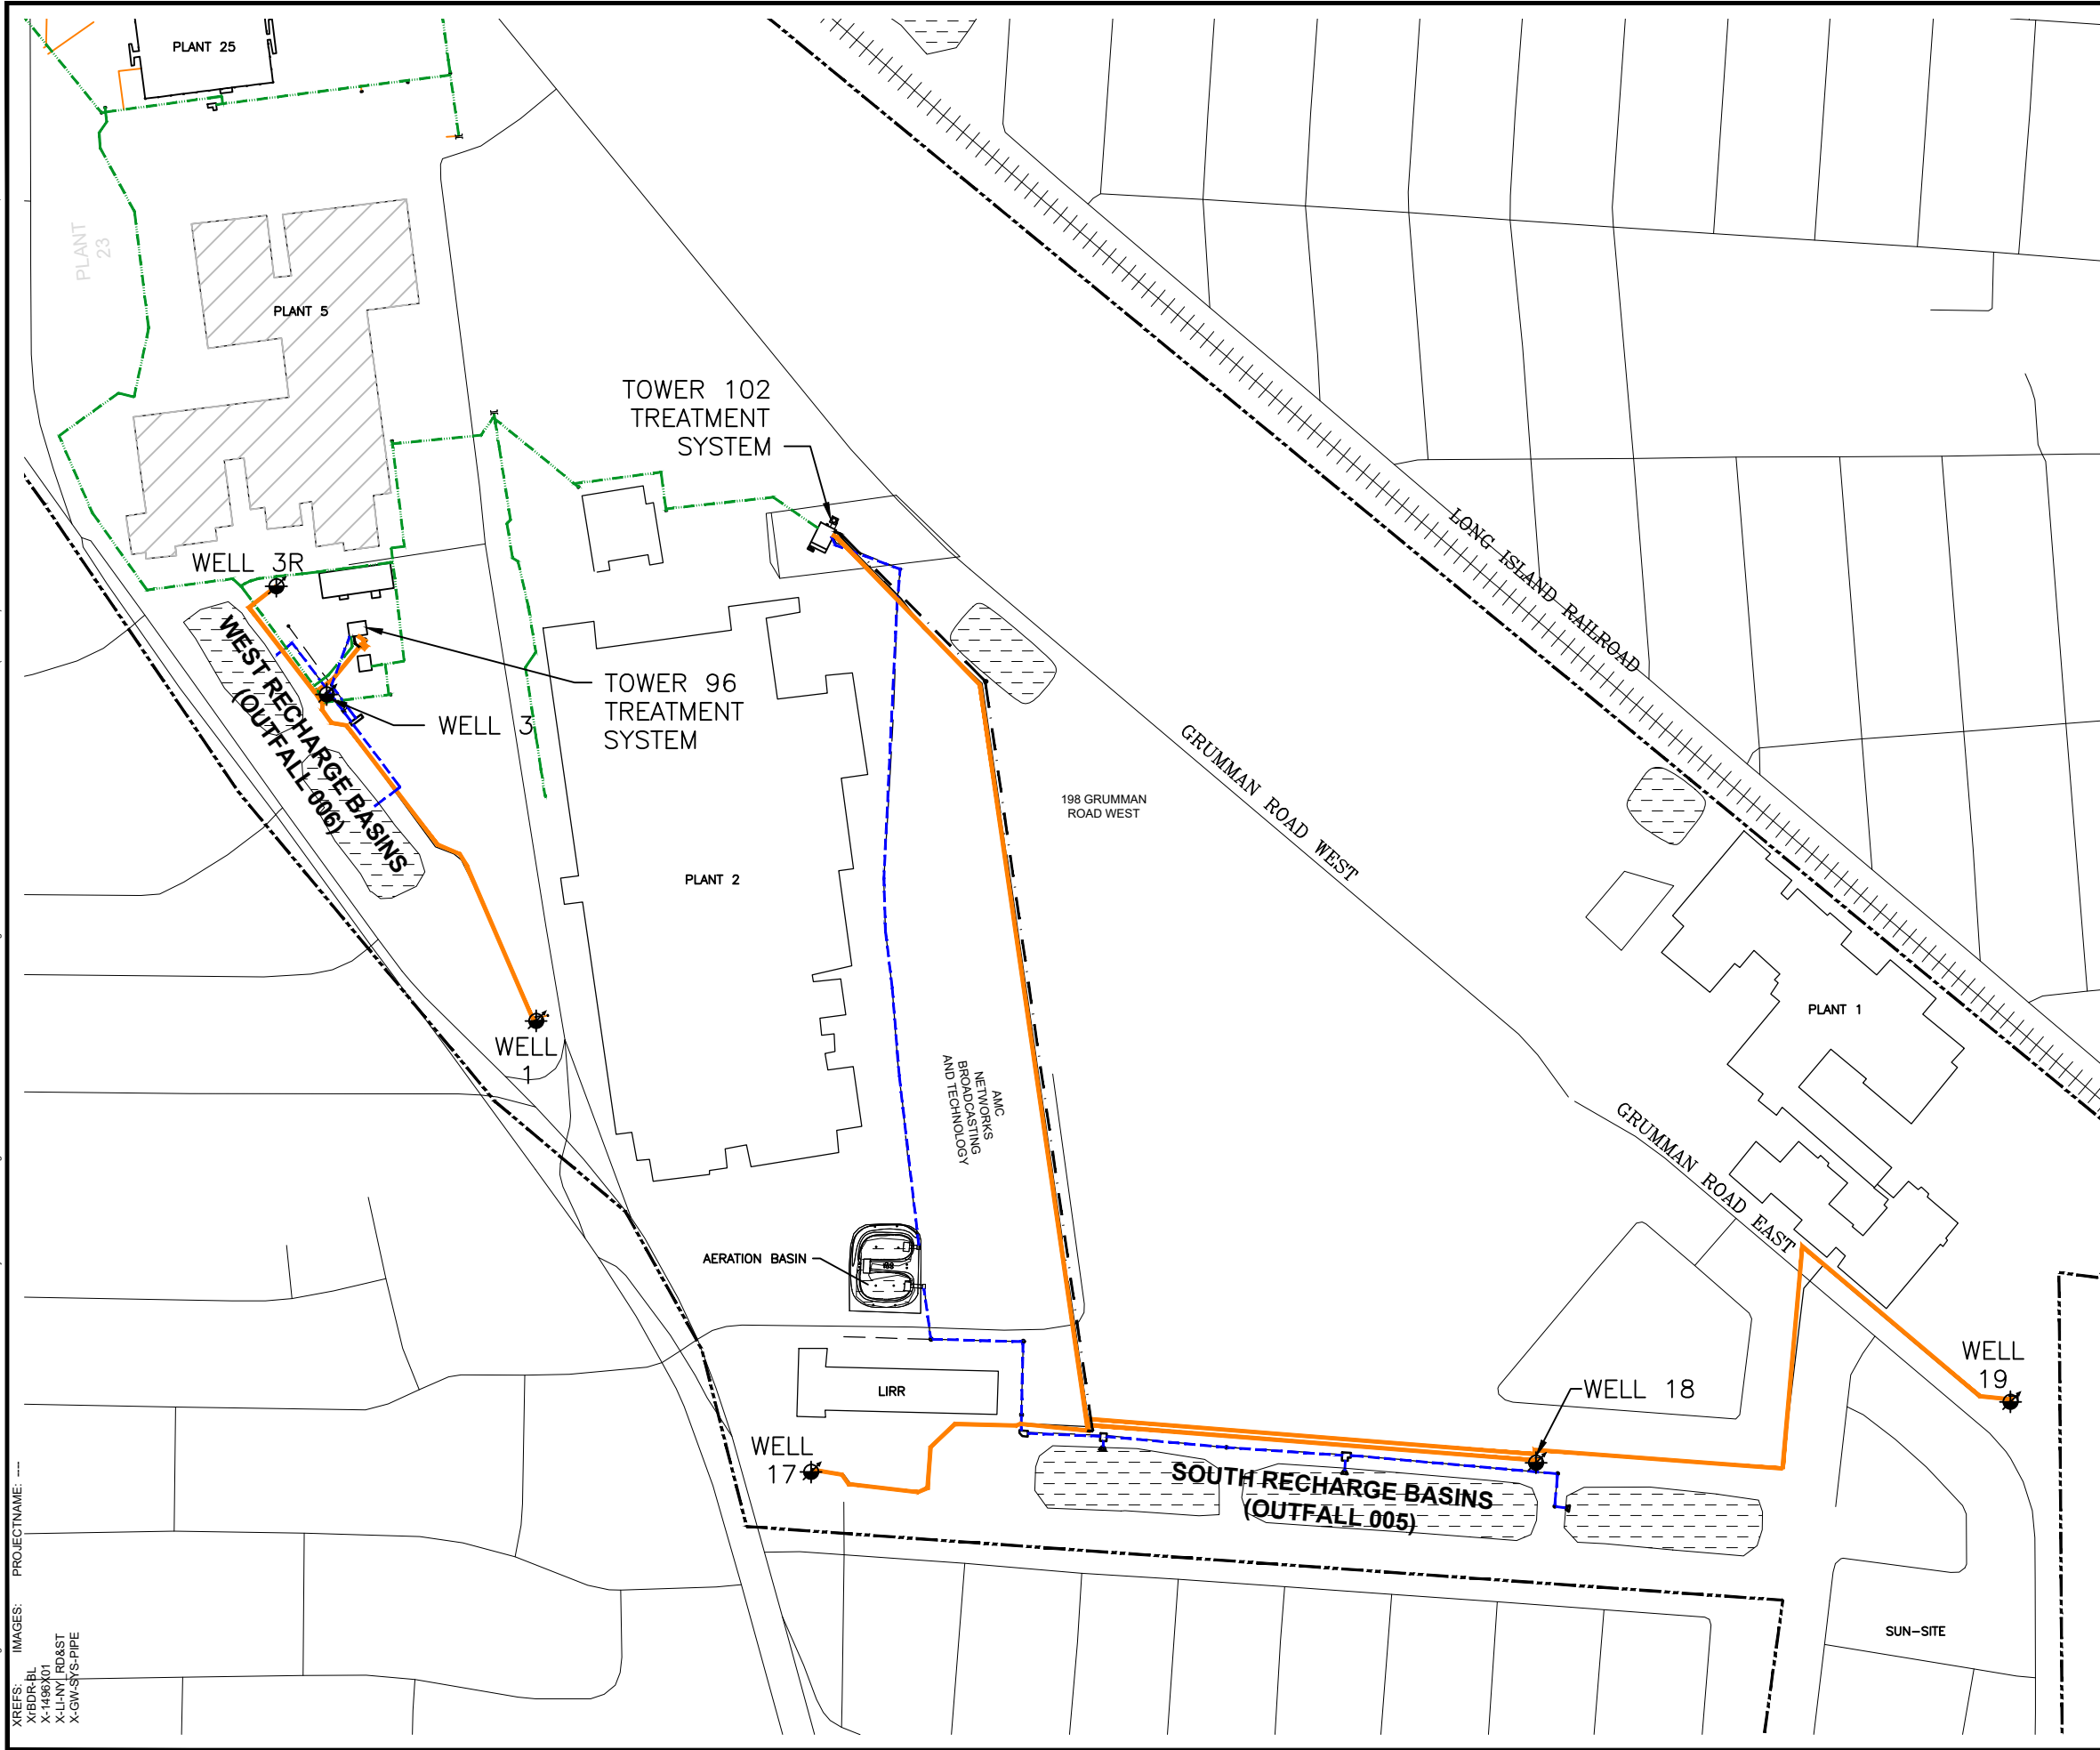 PLANT 25
PLANT
23
PLANT 5
TOWER 102
TREATMENT
SYSTEM
LONG ISLAND RAILROAD
WELL 3R
WEST RECHARGE BASINS
(OUTFALL 006)
TOWER 96
TREATMENT
SYSTEM
WELL 3
GRUMMAN ROAD WEST
198 GRUMMAN
ROAD WEST
PLANT 2
PLANT 1
WELL
1
AMC
NETWORKS
BROADCASTING
AND TECHNOLOGY
GRUMMAN ROAD EAST
AERATION BASIN
LIRR
WELL
19
WELL 18
WELL
17
SOUTH RECHARGE BASINS
(OUTFALL 005)
SUN-SITE
XREFS: IMAGES: PROJECTNAME: ---
XrBDR-BL
X-1496X01
X-LI-NY_RD&ST
X-GW-SYS-PIPE